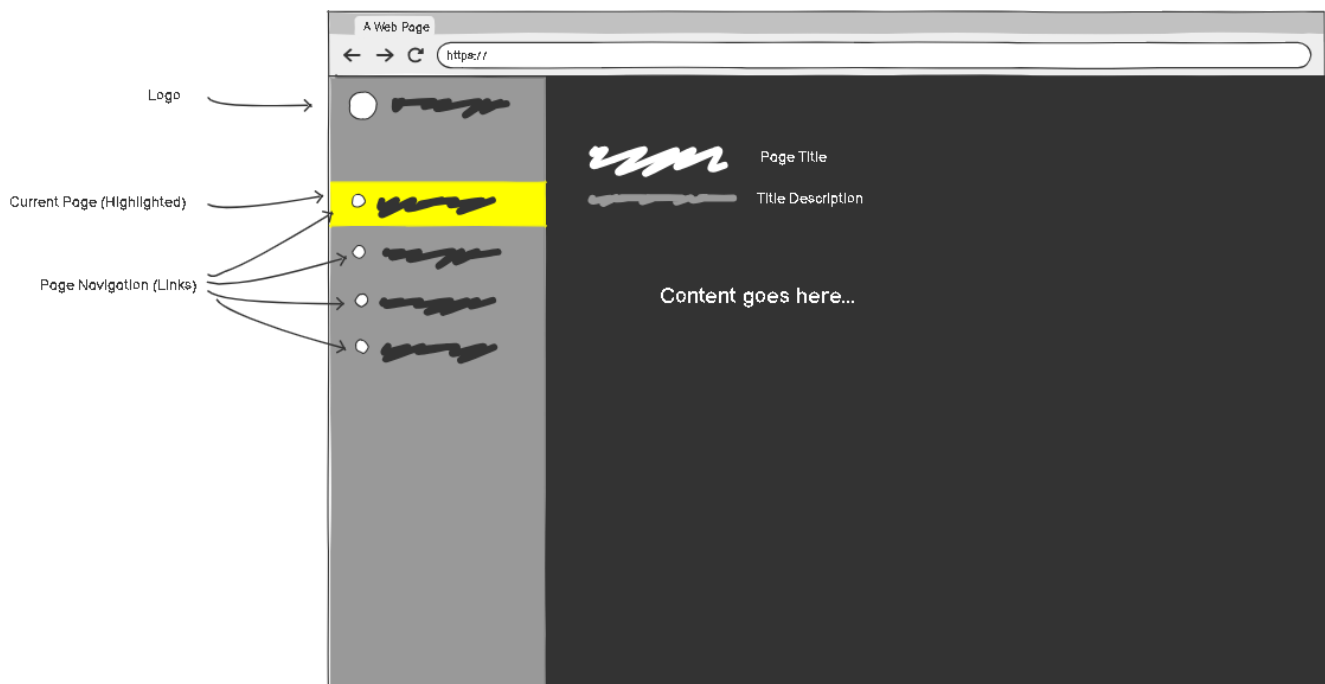 A Web Page
https://
Logo
Page Title
Current Page (Highlighted)
Title Description
Page Navigation (Links)
Content goes here...